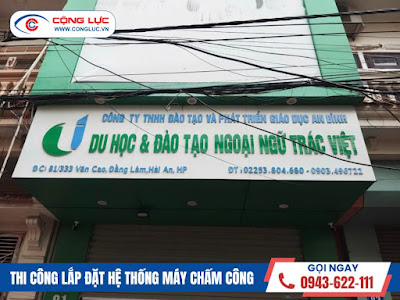 CÔNG LỰC
WWW.CONGLUC.VN
CÔNG TY TNHH ĐÀO TẠO VÀ PHÁT TRIỂN GIÁO DỤC AN BÌNH
DU HỌC & ĐÀO TẠO NGOẠI NGỮ TRÁC VIỆT
ĐC: 81/333 Văn Cao, Đằng Lâm, Hải An, HP
ĐT: 02253.804.680 - 0903.496722
THI CÔNG LẮP ĐẶT HỆ THỐNG MÁY CHẤM CÔNG
GỌI NGAY
0943-622-111